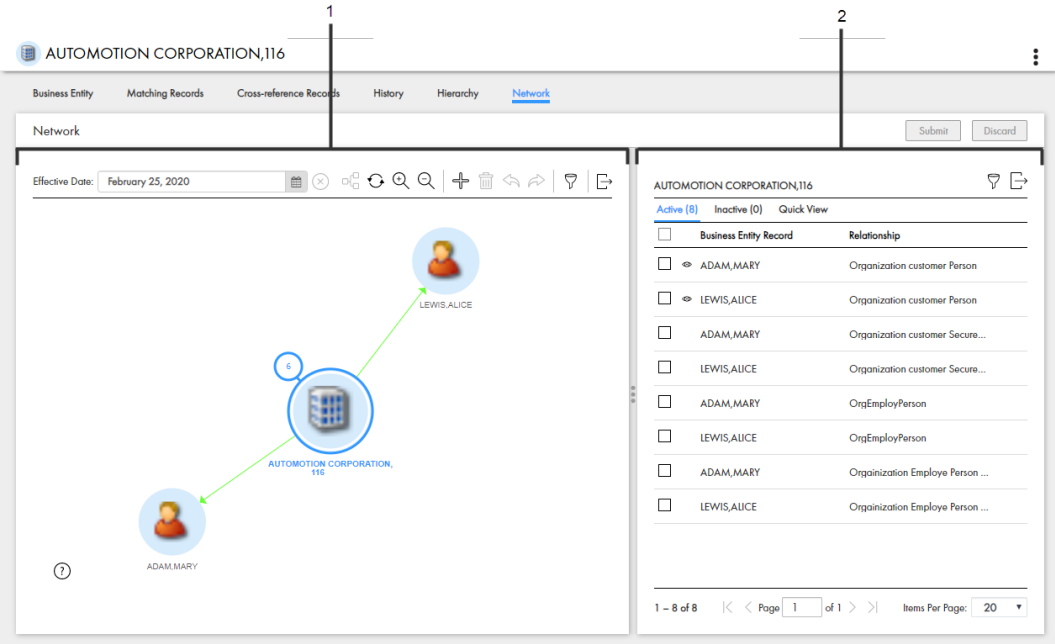 1
2
AUTOMOTION CORPORATION,116
Business Entity Matching Records Cross-reference Records History Hierarchy Network
Network Submit Discard
Effective Date: February 25, 2020
LEWIS,ALICE
6
AUTOMOTION CORPORATION,
116
ADAM,MARY
?
AUTOMOTION CORPORATION,116
Active (8) Inactive (0) Quick View
Business Entity Record Relationship
ADAM,MARY Organization customer Person
LEWIS,ALICE Organization customer Person
ADAM,MARY Organization customer Secure...
LEWIS,ALICE Organization customer Secure...
ADAM,MARY OrgEmployPerson
LEWIS,ALICE OrgEmployPerson
ADAM,MARY Orgainization Employe Person ...
LEWIS,ALICE Orgainization Employe Person ...
1 – 8 of 8 Page 1 of 1 Items Per Page: 20